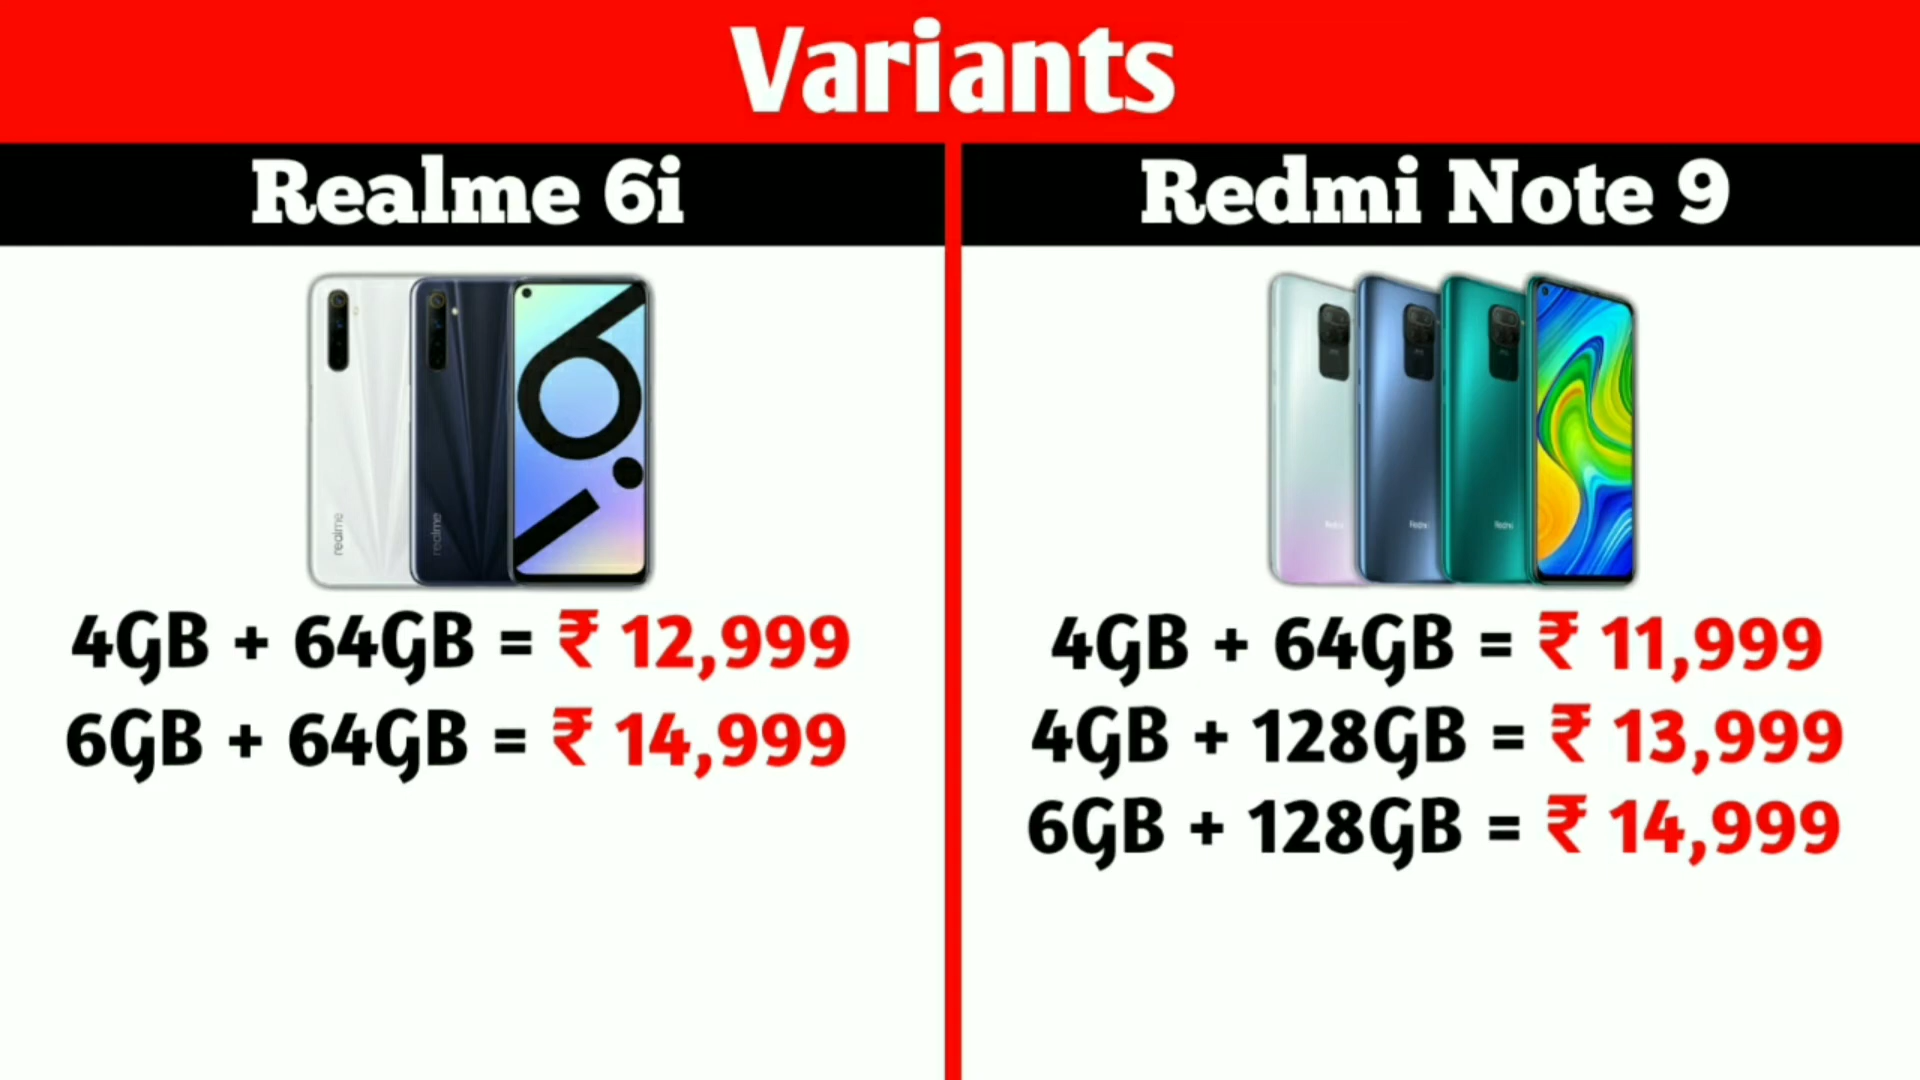 Variants
Realme 6i
Redmi Note 9
realme
realme
Redmi
Redmi
Redmi
4GB + 64GB = ₹ 12,999
6GB + 64GB = ₹ 14,999
4GB + 64GB = ₹ 11,999
4GB + 128GB = ₹ 13,999
6GB + 128GB = ₹ 14,999